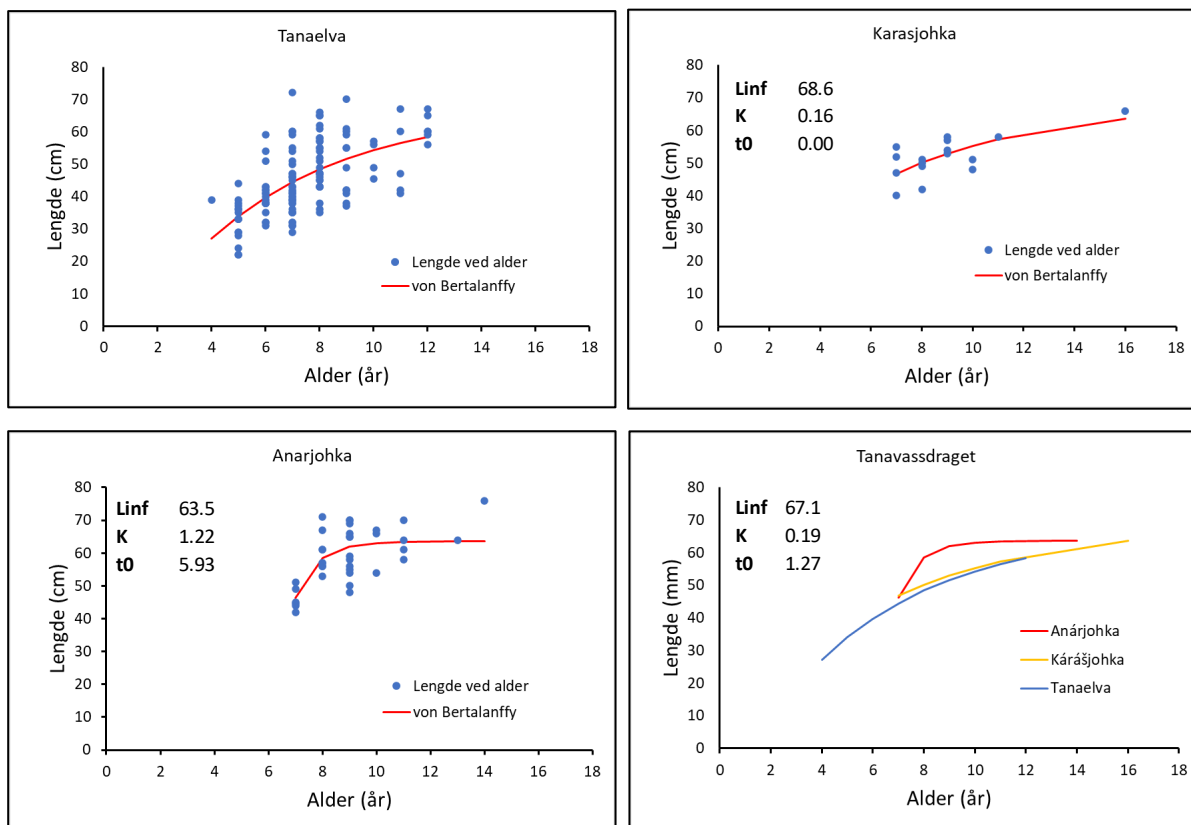 Tanaelva
Lengde (cm)
80
70
60
50
40
30
20
10
0
Lengde ved alder
von Bertalanffy
0 2 4 6 8 10 12 14 16 18
Alder (år)
Karasjohka
Lengde (cm)
80
70
60
50
40
30
20
10
0
Linf 68.6
K 0.16
t0 0.00
Lengde ved alder
von Bertalanffy
0 2 4 6 8 10 12 14 16 18
Alder (år)
Anarjohka
Lengde (cm)
80
70
60
50
40
30
20
10
0
Linf 63.5
K 1.22
t0 5.93
Lengde ved alder
von Bertalanffy
0 2 4 6 8 10 12 14 16 18
Alder (år)
Tanavassdraget
Lengde (mm)
80
70
60
50
40
30
20
10
0
Linf 67.1
K 0.19
t0 1.27
Anárjohka
Kárášjohka
Tanaelva
0 2 4 6 8 10 12 14 16 18
Alder (år)